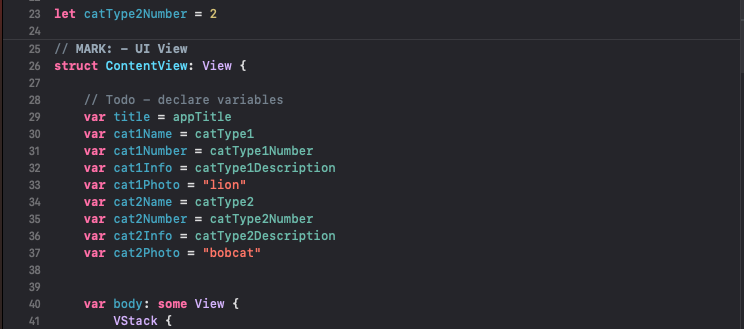 23 let catType2Number = 2
24
25 // MARK: - UI View
26 struct ContentView: View {
27
28 // Todo - declare variables
29 var title = appTitle
30 var cat1Name = catType1
31 var cat1Number = catType1Number
32 var cat1Info = catType1Description
33 var cat1Photo = "lion"
34 var cat2Name = catType2
35 var cat2Number = catType2Number
36 var cat2Info = catType2Description
37 var cat2Photo = "bobcat"
38
39
40 var body: some View {
41 VStack {